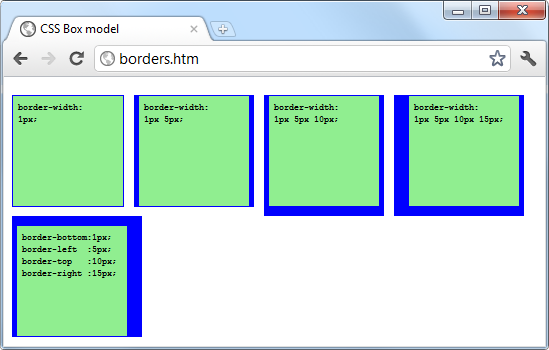 CSS Box model
borders.htm
border-width:
1px;
border-width:
1px 5px;
border-width:
1px 5px 10px;
border-width:
1px 5px 10px 15px;
border-bottom:1px;
border-left  :5px;
border-top   :10px;
border-right :15px;